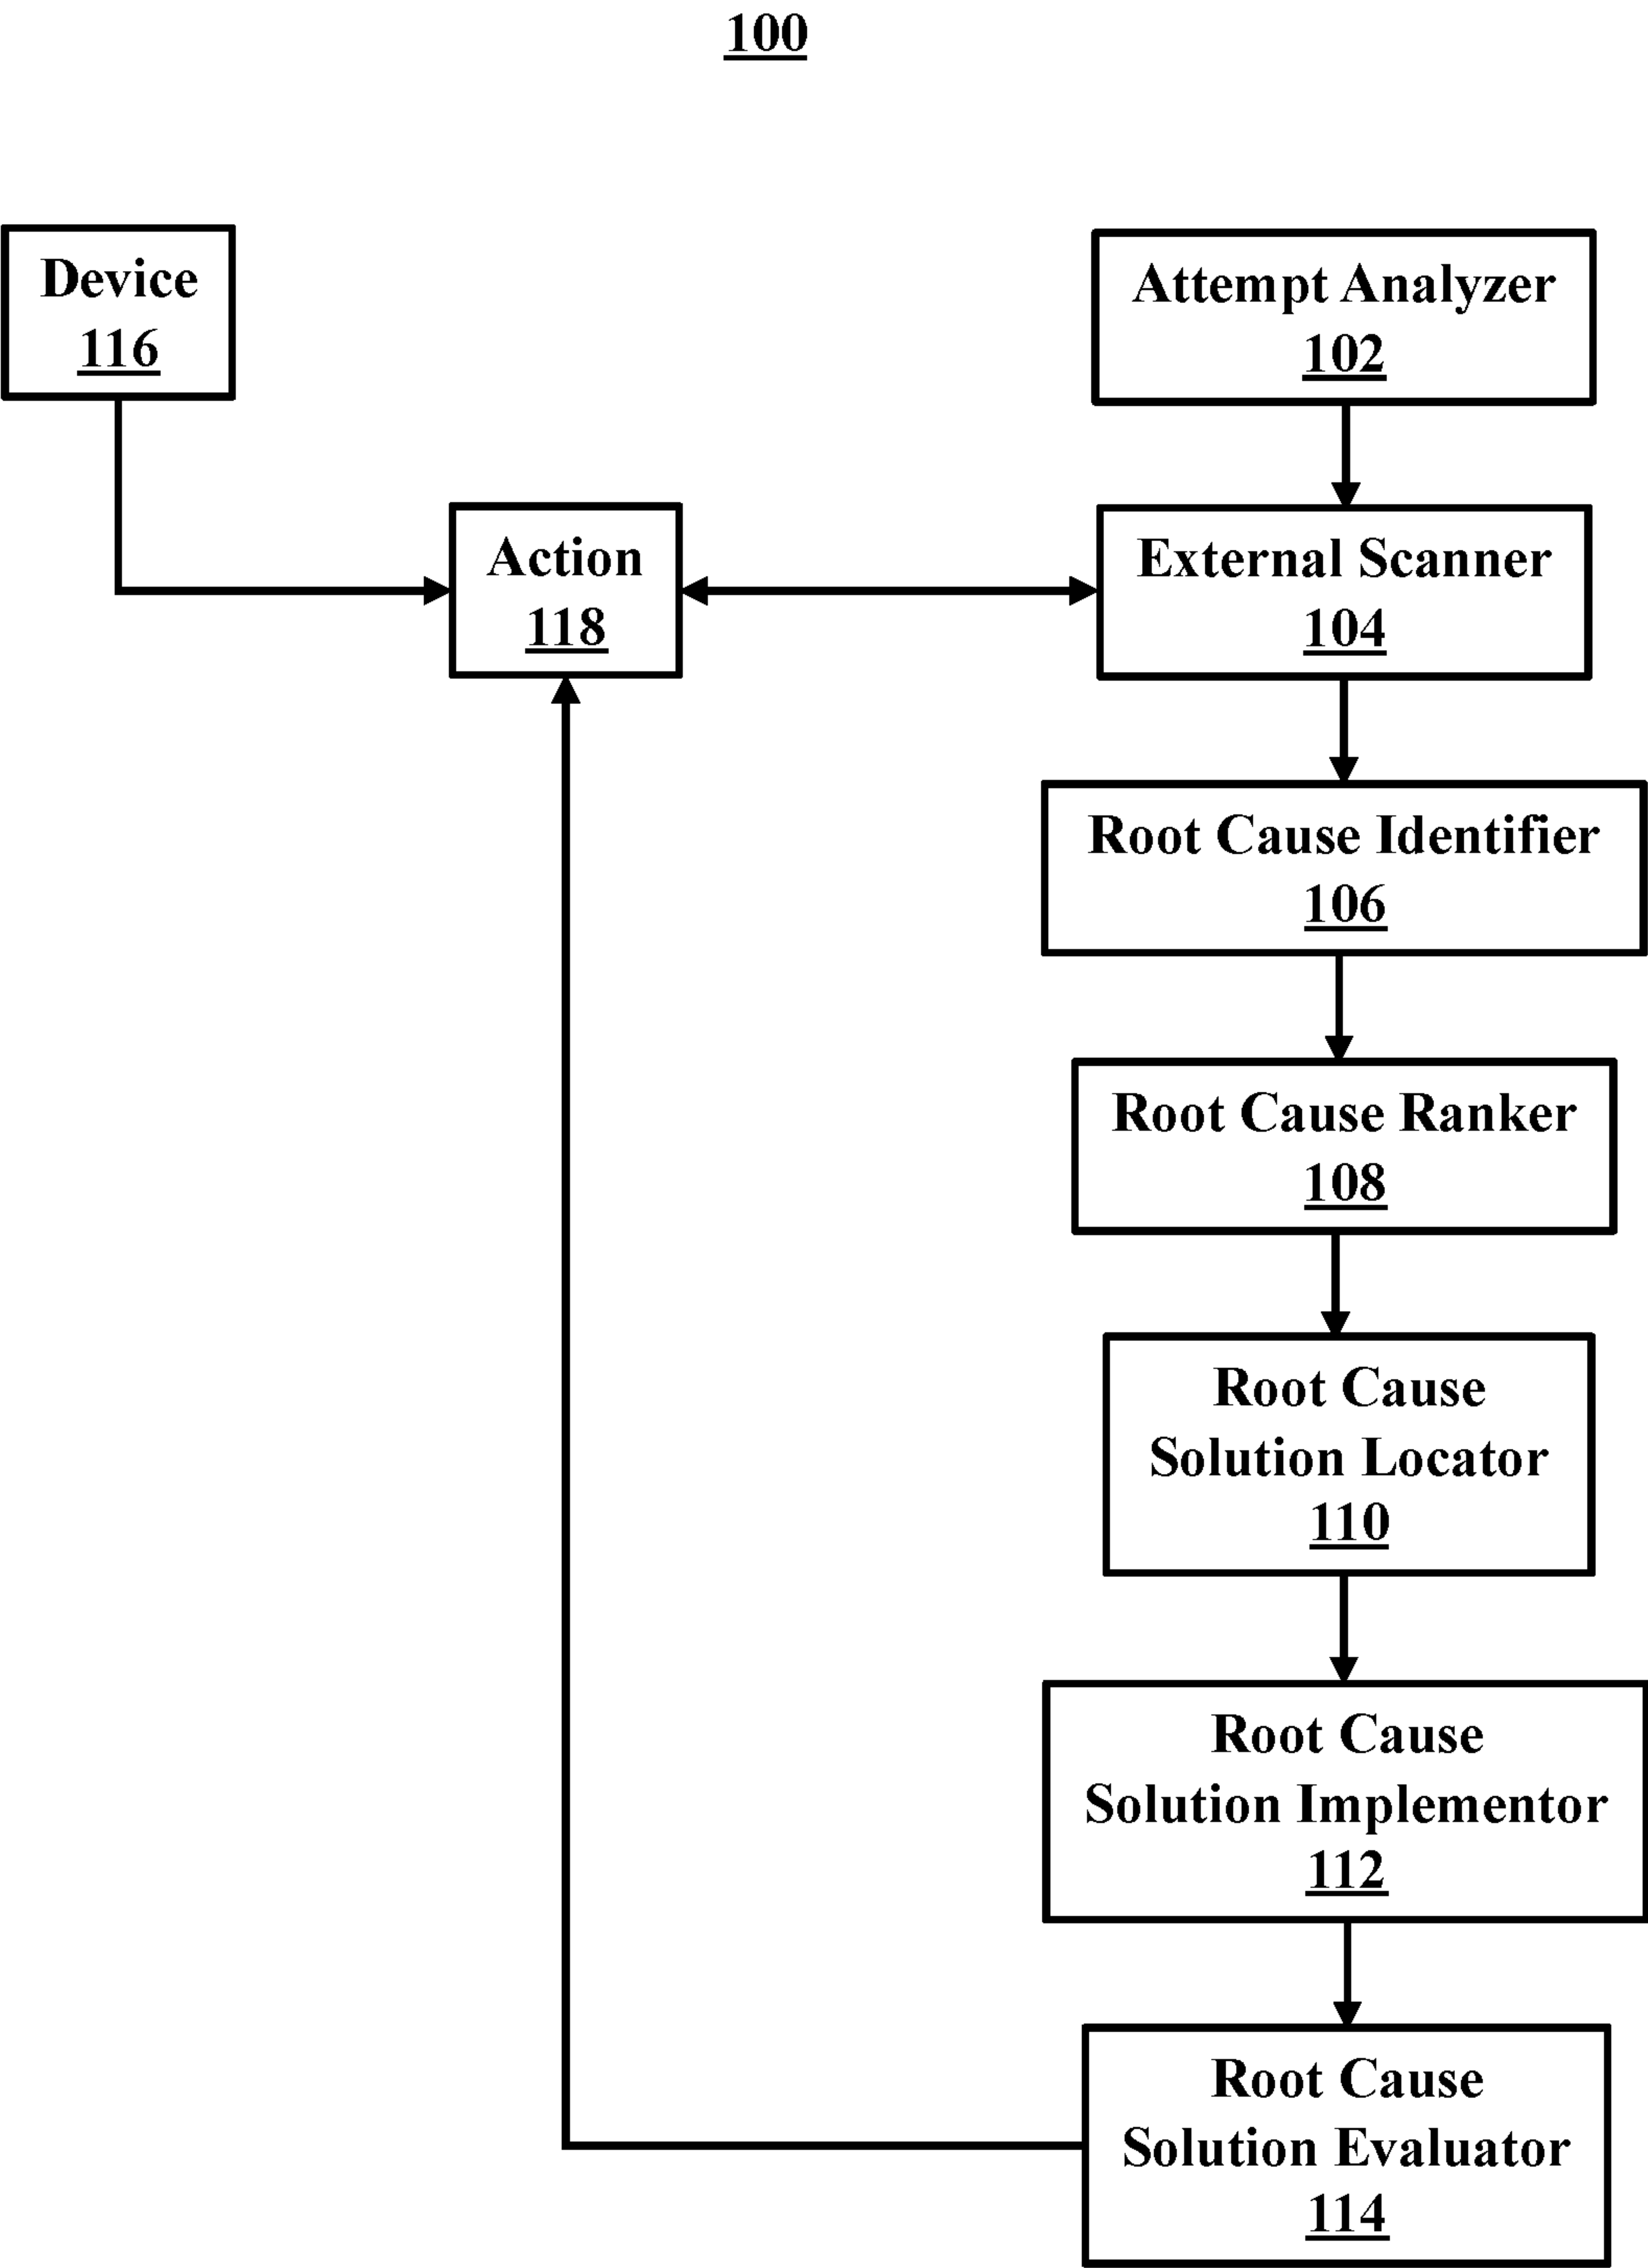 100
Device
116
Attempt Analyzer
102
Action
118
External Scanner
104
Root Cause Identifier
106
Root Cause Ranker
108
Root Cause
Solution Locator
110
Root Cause
Solution Implementor
112
Root Cause
Solution Evaluator
114